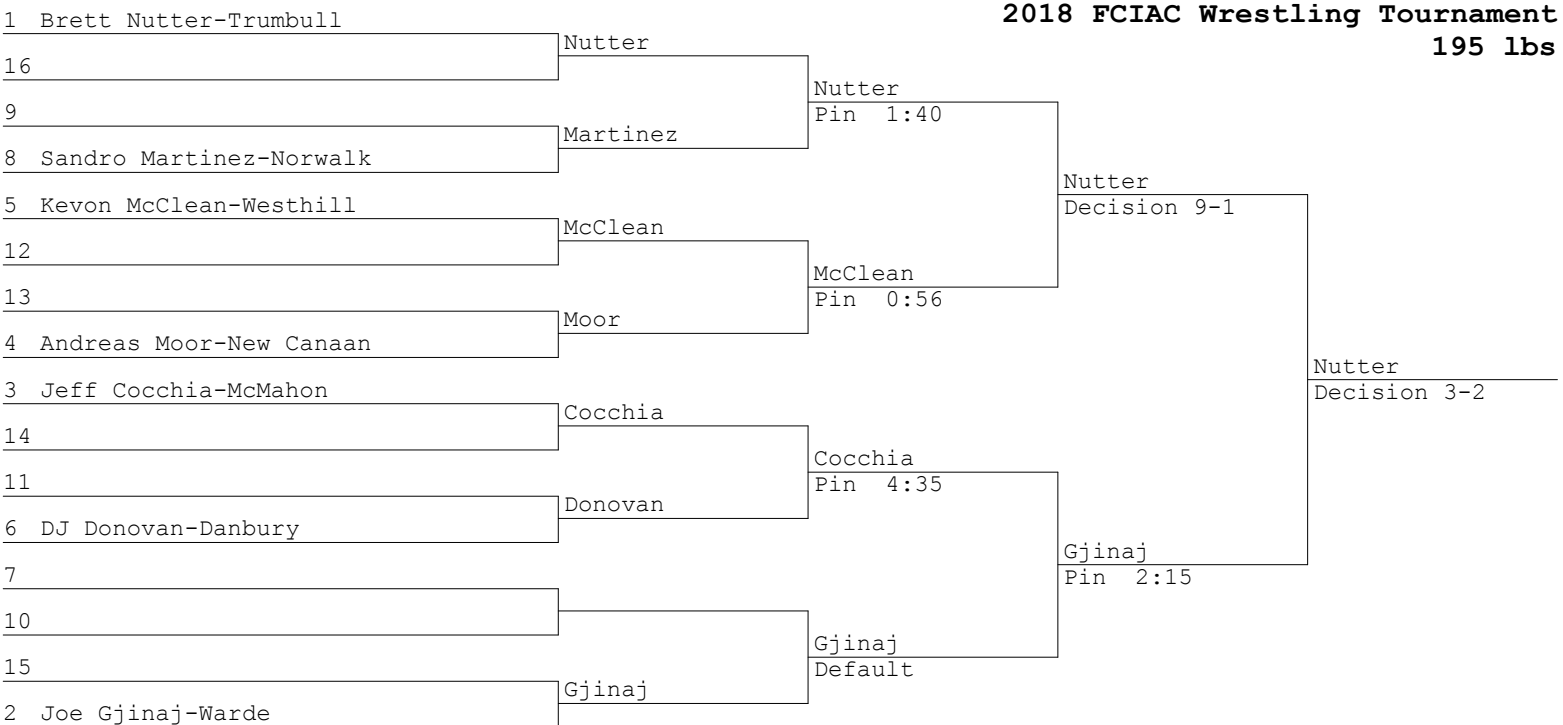 2018 FCIAC Wrestling Tournament
195 lbs
1 Brett Nutter-Trumbull
16
9
8 Sandro Martinez-Norwalk
5 Kevon McClean-Westhill
12
13
4 Andreas Moor-New Canaan
3 Jeff Cocchia-McMahon
14
11
6 DJ Donovan-Danbury
7
10
15
2 Joe Gjinaj-Warde
Nutter
Martinez
McClean
Moor
Cocchia
Donovan
Gjinaj
Nutter
Pin 1:40
McClean
Pin 0:56
Cocchia
Pin 4:35
Gjinaj
Default
Nutter
Decision 9-1
Gjinaj
Pin 2:15
Nutter
Decision 3-2